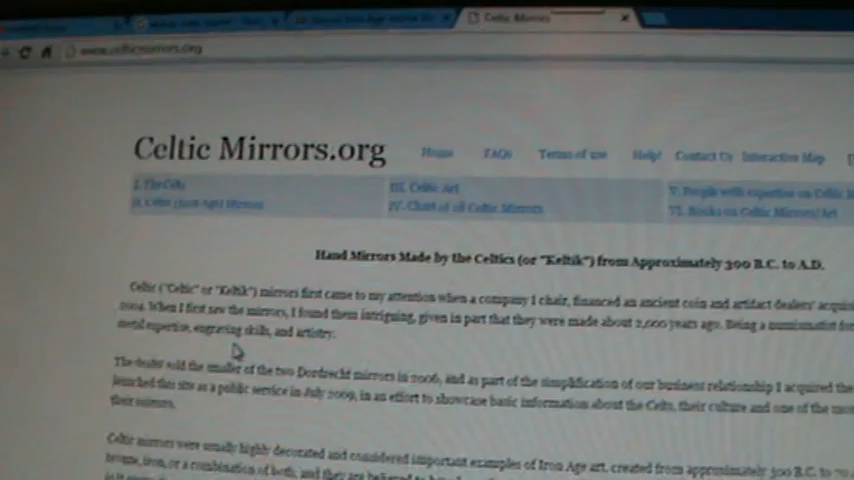 Celtic Mirrors
www.celticmirrors.org
Celtic Mirrors.org
Home FAQs Terms of use Help! Contact Us Interactive Map
I. The Celts III. Celtic Art V. People with expertise on Celtic
II. Celtic (Iron Age) Mirrors IV. Chart of 18 Celtic Mirrors VI. Books on Celtic Mirrors/Art
Hand Mirrors Made by the Celtics (or "Keltik") from Approximately 300 B.C. to A.D.
Celtic ("Celtic" or "Keltik") mirrors first came to my attention when a company I chair, financed an ancient coin and artifact dealers'
2004. When I first saw the mirrors, I found them intriguing, given in part that they were made about 2,000 years ago. Being a numismatist
metal expertise, engraving skills, and artistry.
The dealer sold the smaller of the two Dordrecht mirrors in 2006, and as part of the simplification of our business relationship I acquired the
launched this site as a public service in July 2009, in an effort to showcase basic information about the Celts, their culture and one of the
their mirrors.
Celtic mirrors were usually highly decorated and considered important examples of Iron Age art, created from approximately 300 B.C. to
bronze, iron, or a combination of both, and they are believed to